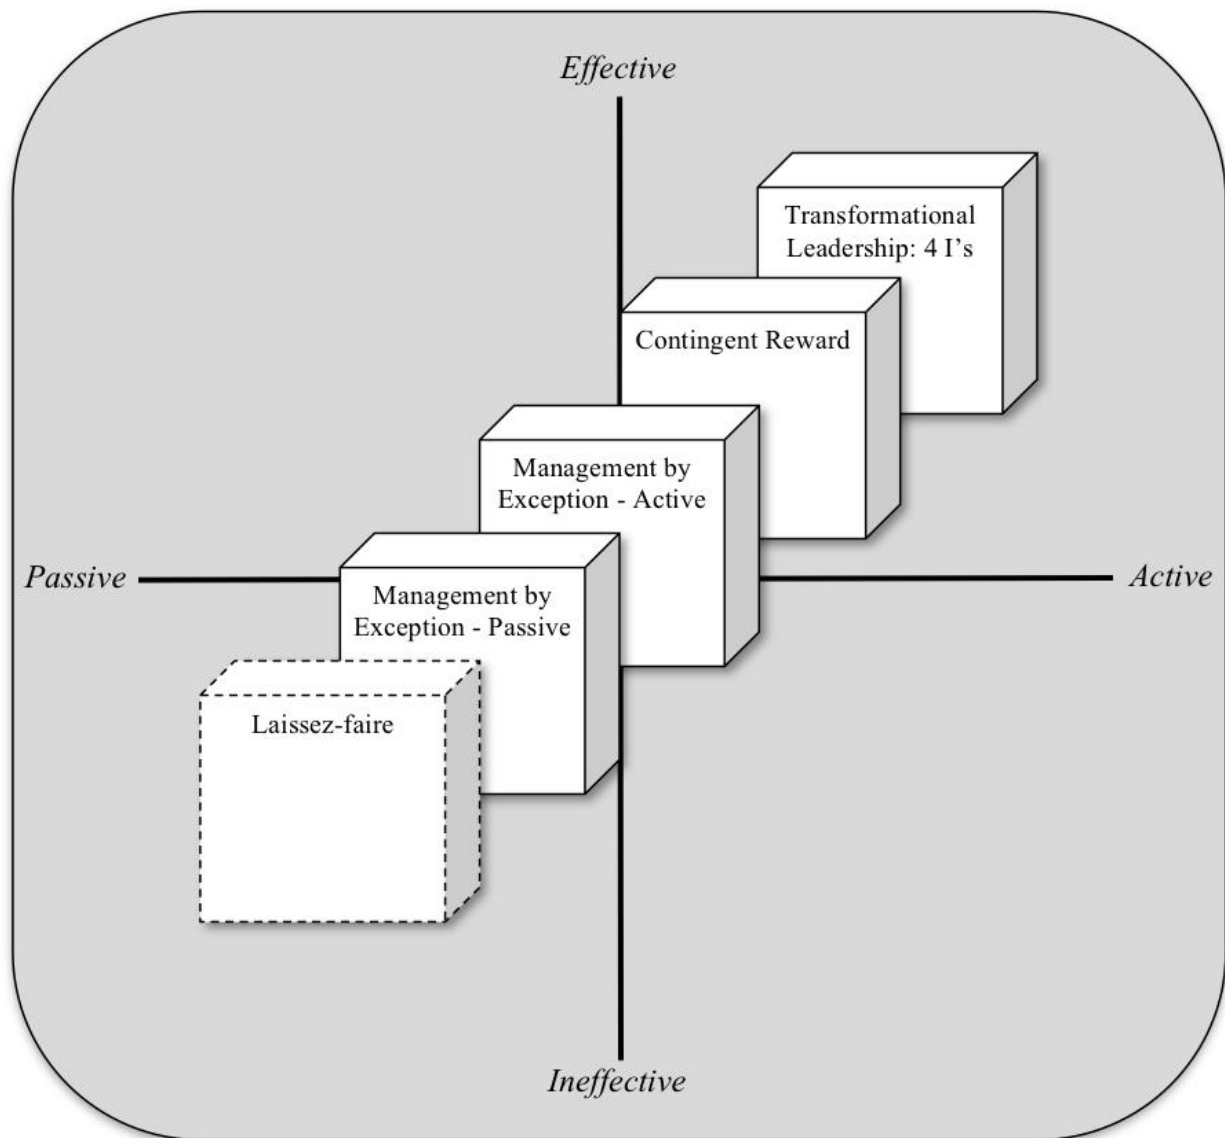 Effective
Transformational
Leadership: 4 I's
Contingent Reward
Management by
Exception - Active
Passive
Active
Management by
Exception - Passive
Laissez-faire
Ineffective